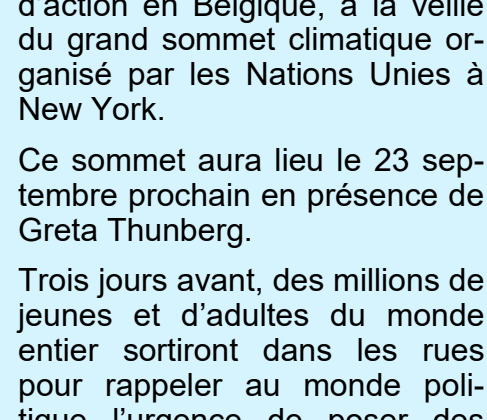 d'action en Belgique, à la veille
du grand sommet climatique or-
ganisé par les Nations Unies à
New York.
Ce sommet aura lieu le 23 sep-
tembre prochain en présence de
Greta Thunberg.
Trois jours avant, des millions de
jeunes et d'adultes du monde
entier sortiront dans les rues
pour rappeler au monde poli-
tique l'urgence de poser des